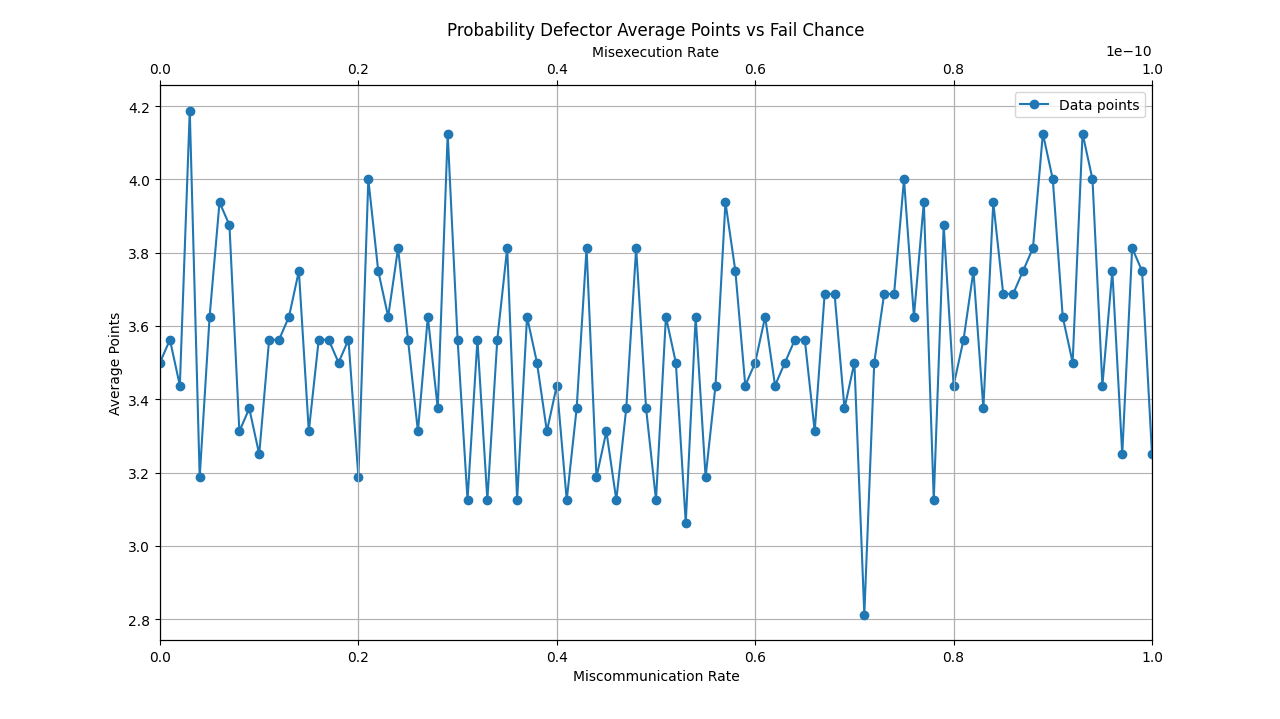 Probability Defector Average Points vs Fail Chance
Misexecution Rate
1e−10
0.0 0.2 0.4 0.6 0.8 1.0
Data points
4.2
4.0
3.8
3.6
3.4
3.2
3.0
2.8
Average Points
0.0 0.2 0.4 0.6 0.8 1.0
Miscommunication Rate